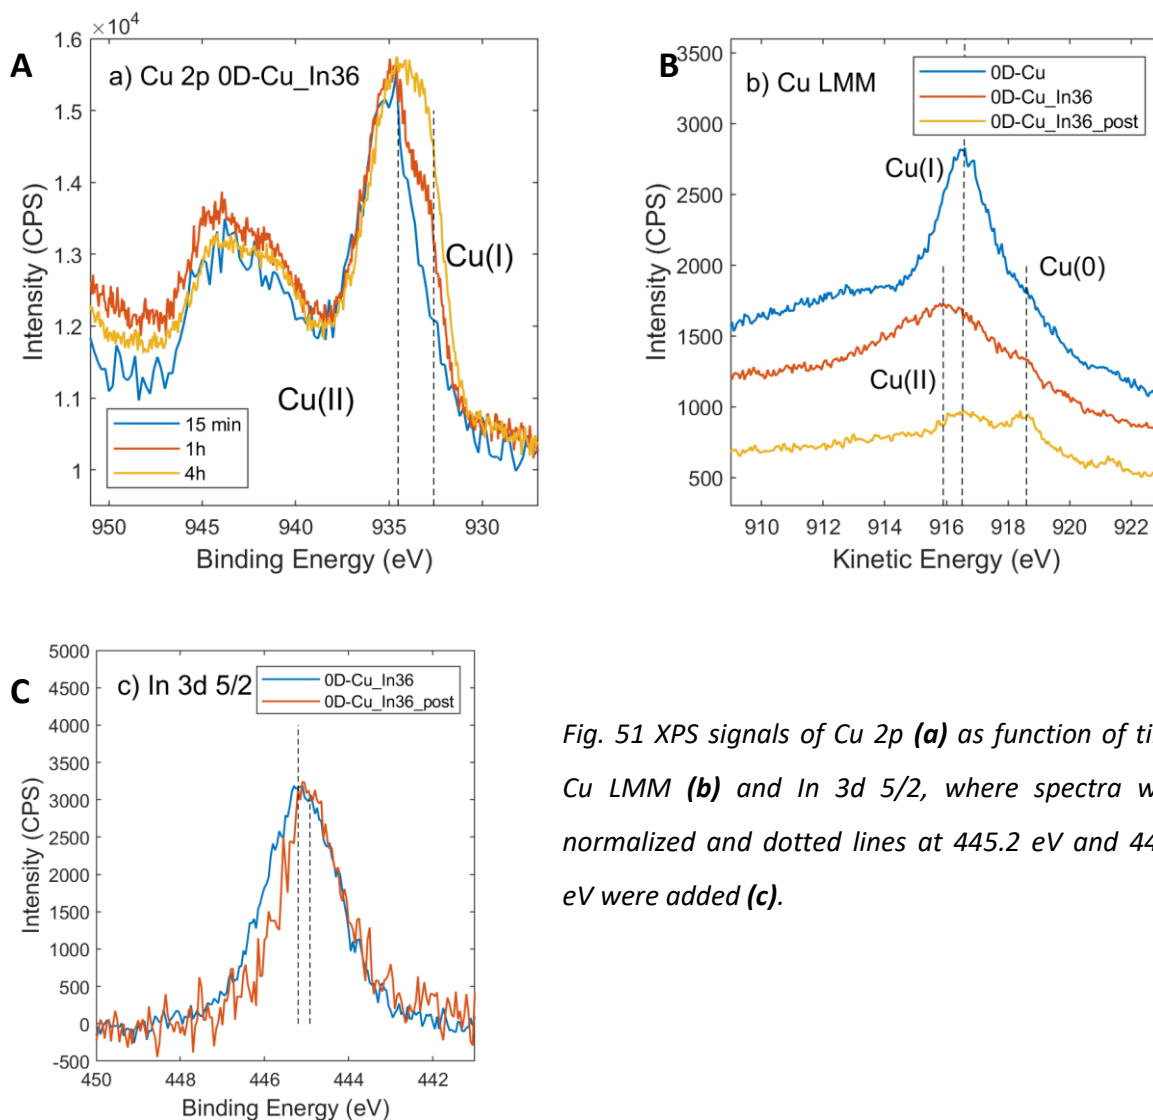 A
×10⁴
a) Cu 2p 0D-Cu_In36
1.6
1.5
1.4
1.3
1.2
1.1
1
Intensity (CPS)
Cu(I)
Cu(II)
15 min
1h
4h
950 945 940 935 930
Binding Energy (eV)
B
b) Cu LMM
0D-Cu
0D-Cu_In36
0D-Cu_In36_post
3500
3000
2500
2000
1500
1000
500
Intensity (CPS)
Cu(I)
Cu(0)
Cu(II)
910 912 914 916 918 920 922
Kinetic Energy (eV)
C
c) In 3d 5/2
0D-Cu_In36
0D-Cu_In36_post
5000
4500
4000
3500
3000
2500
2000
1500
1000
500
0
-500
Intensity (CPS)
450 448 446 444 442
Binding Energy (eV)
Fig. 51 XPS signals of Cu 2p (a) as function of
Cu LMM (b) and In 3d 5/2, where spectra
normalized and dotted lines at 445.2 eV and
eV were added (c).